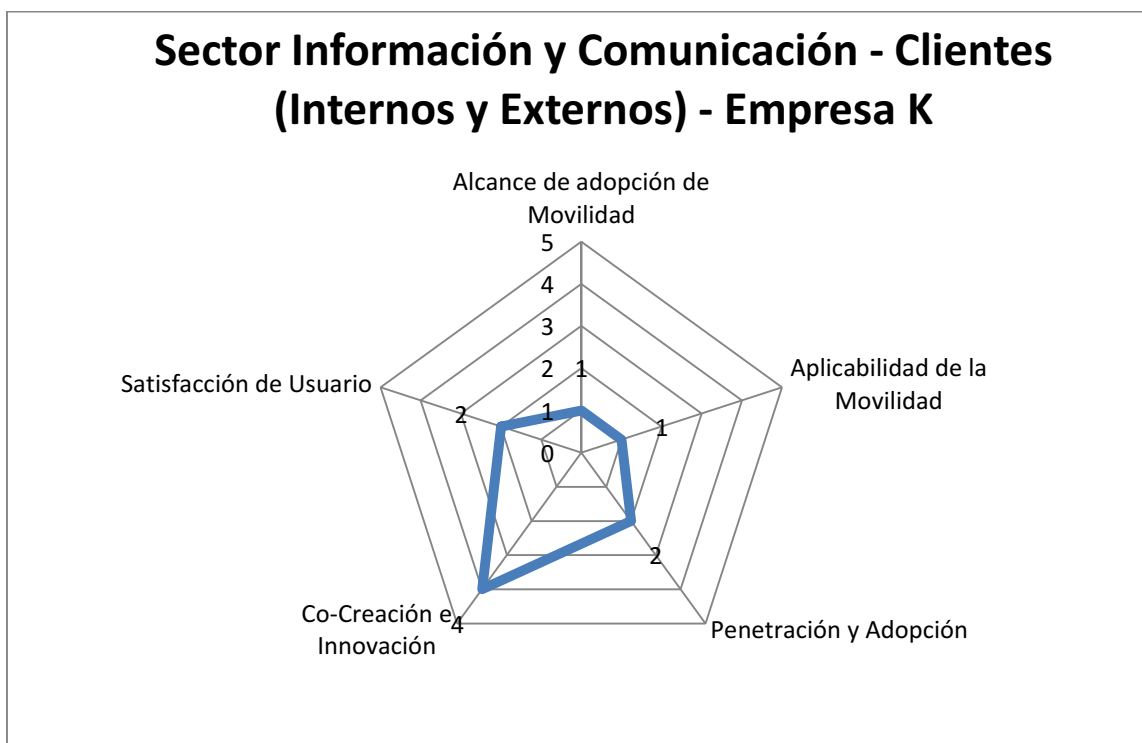 Sector Información y Comunicación - Clientes
(Internos y Externos) - Empresa K
Alcance de adopción de
Movilidad
5
4
3
2
1
1
0
Aplicabilidad de la
Movilidad
1
Satisfacción de Usuario
2
2
Co-Creación e
Innovación
4
Penetración y Adopción